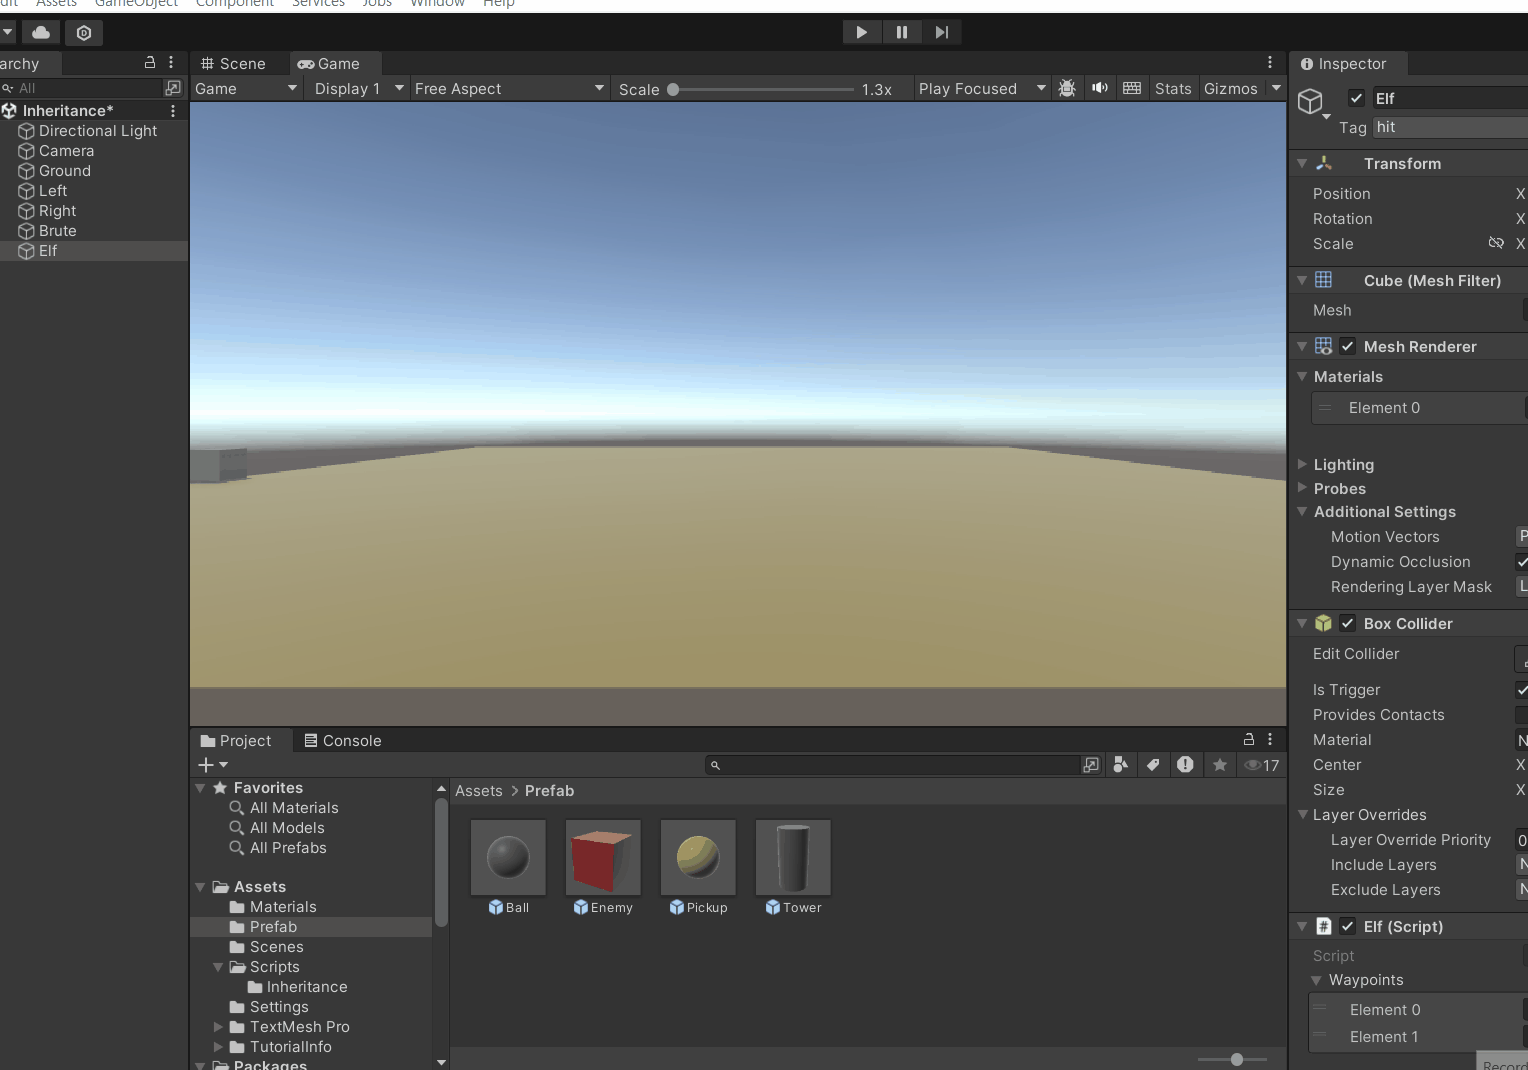 dit Assets GameObject Component Services Jobs Window Help
archy
Scene Game
Inspector
All
Game Display 1 Free Aspect Scale 1.3x Play Focused Stats Gizmos
Inheritance*
Directional Light
Camera
Ground
Left
Right
Brute
Elf
Elf
Tag hit
Transform
Position X
Rotation X
Scale X
Cube (Mesh Filter)
Mesh
Mesh Renderer
Materials
Element 0
Lighting
Probes
Additional Settings
Motion Vectors P
Dynamic Occlusion
Rendering Layer Mask L
Box Collider
Edit Collider
Is Trigger
Provides Contacts
Material N
Center X
Size X
Layer Overrides
Layer Override Priority 0
Include Layers N
Exclude Layers N
Elf (Script)
Script
Waypoints
Element 0
Element 1
Record
Project Console
17
Favorites
All Materials
All Models
All Prefabs
Assets
Materials
Prefab
Scenes
Scripts
Inheritance
Settings
TextMesh Pro
TutorialInfo
Packages
Assets > Prefab
Ball Enemy Pickup Tower